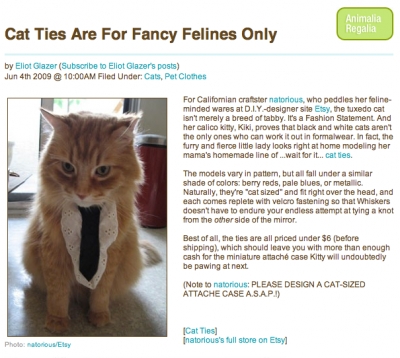 Animalia
Regalia
Cat Ties Are For Fancy Felines Only
by Eliot Glazer (Subscribe to Eliot Glazer's posts)
Jun 4th 2009 @ 10:00AM Filed Under: Cats, Pet Clothes
For Californian craftster natorious, who peddles her feline-
minded wares at D.I.Y.-designer site Etsy, the tuxedo cat
isn't merely a breed of tabby. It's a Fashion Statement. And
her calico kitty, Kiki, proves that black and white cats aren't
the only ones who can work it out in formalwear. In fact, the
furry and fierce little lady looks right at home modeling her
mama's homemade line of ...wait for it... cat ties.
The models vary in pattern, but all fall under a similar
shade of colors: berry reds, pale blues, or metallic.
Naturally, they're "cat sized" and fit right over the head, and
each comes replete with velcro fastening so that Whiskers
doesn't have to endure your endless attempt at tying a knot
from the other side of the mirror.
Best of all, the ties are all priced under $6 (before
shipping), which should leave you with more than enough
cash for the miniature attaché case Kitty will undoubtedly
be pawing at next.
(Note to natorious: PLEASE DESIGN A CAT-SIZED
ATTACHE CASE A.S.A.P.!)
[Cat Ties]
[natorious's full store on Etsy]
Photo: natorious/Etsy